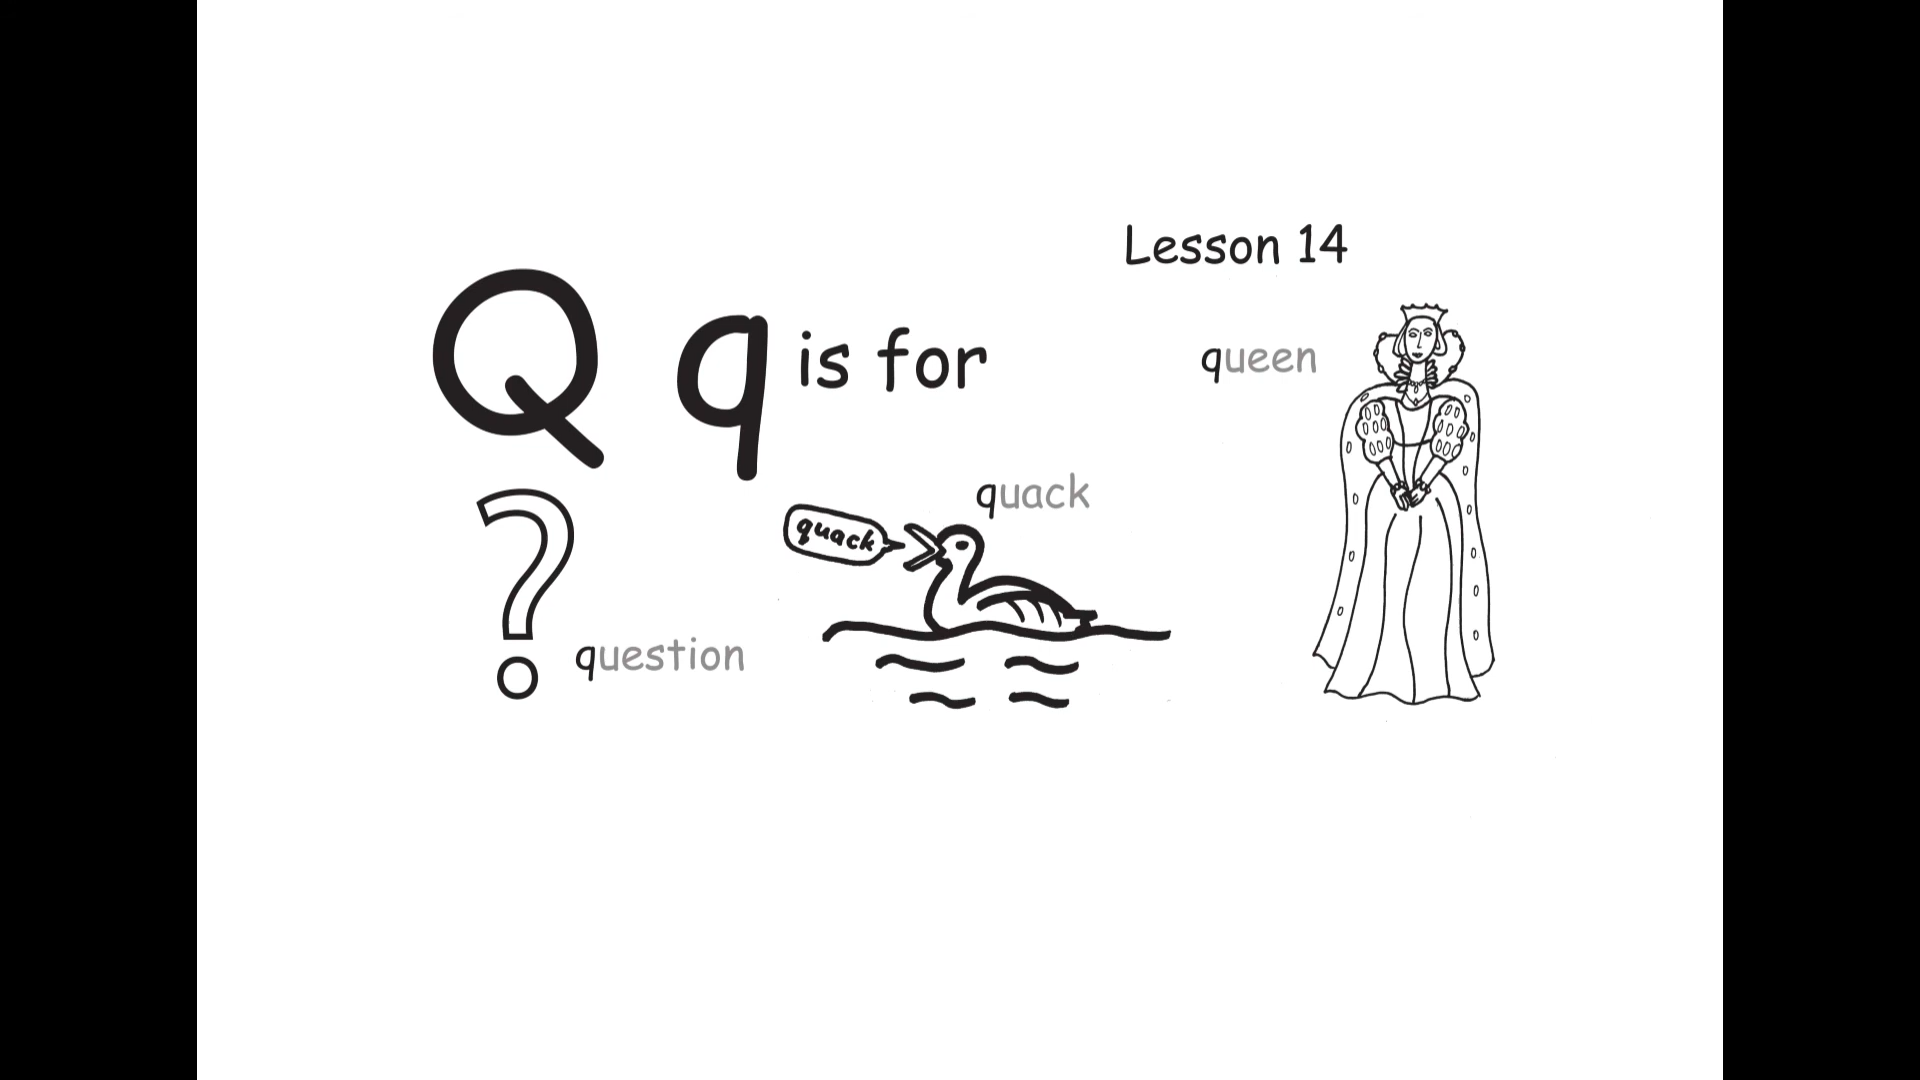 Lesson 14
Q q is for
queen
quack
quack
?
question